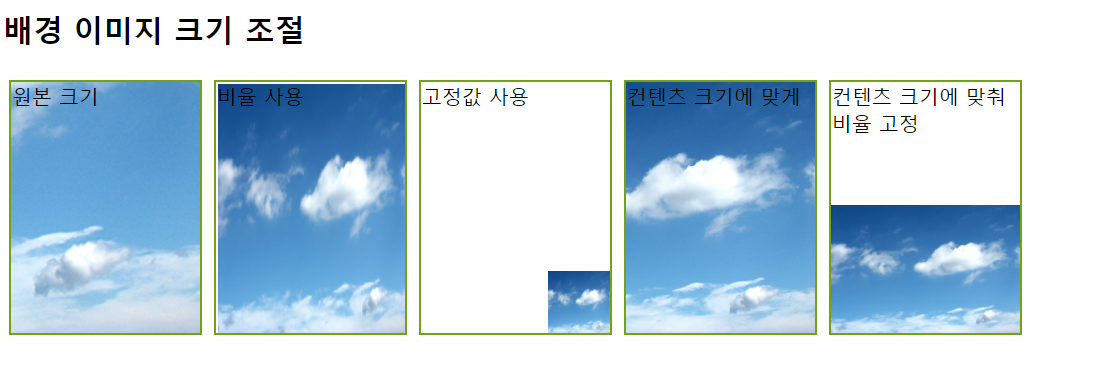 배경 이미지 크기 조절
원본 크기
비율 사용
고정값 사용
컨텐츠 크기에 맞게
컨텐츠 크기에 맞춰
비율 고정